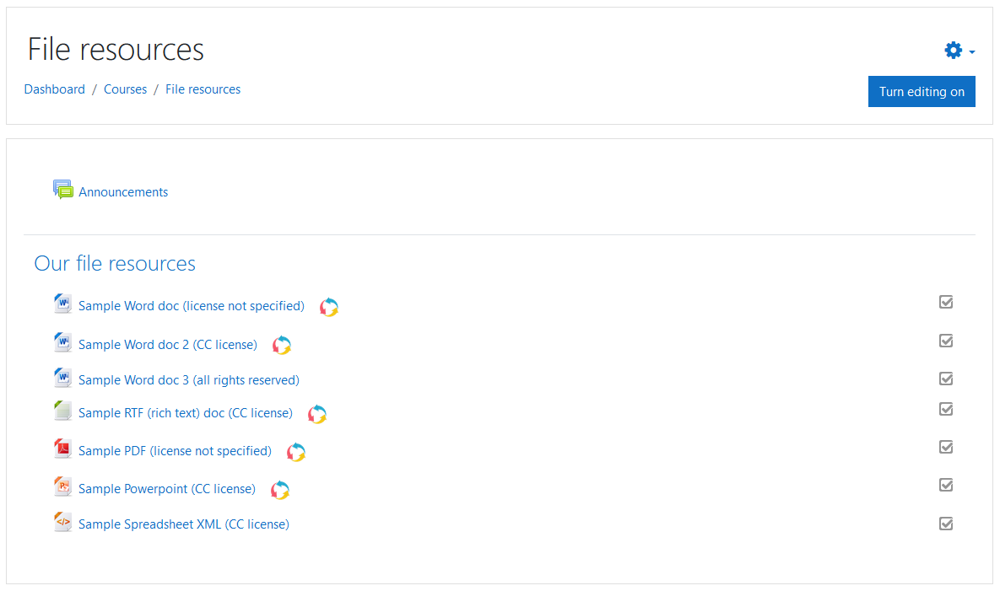 File resources
Dashboard / Courses / File resources
Turn editing on
Announcements
Our file resources
Sample Word doc (license not specified)
Sample Word doc 2 (CC license)
Sample Word doc 3 (all rights reserved)
Sample RTF (rich text) doc (CC license)
Sample PDF (license not specified)
Sample Powerpoint (CC license)
Sample Spreadsheet XML (CC license)